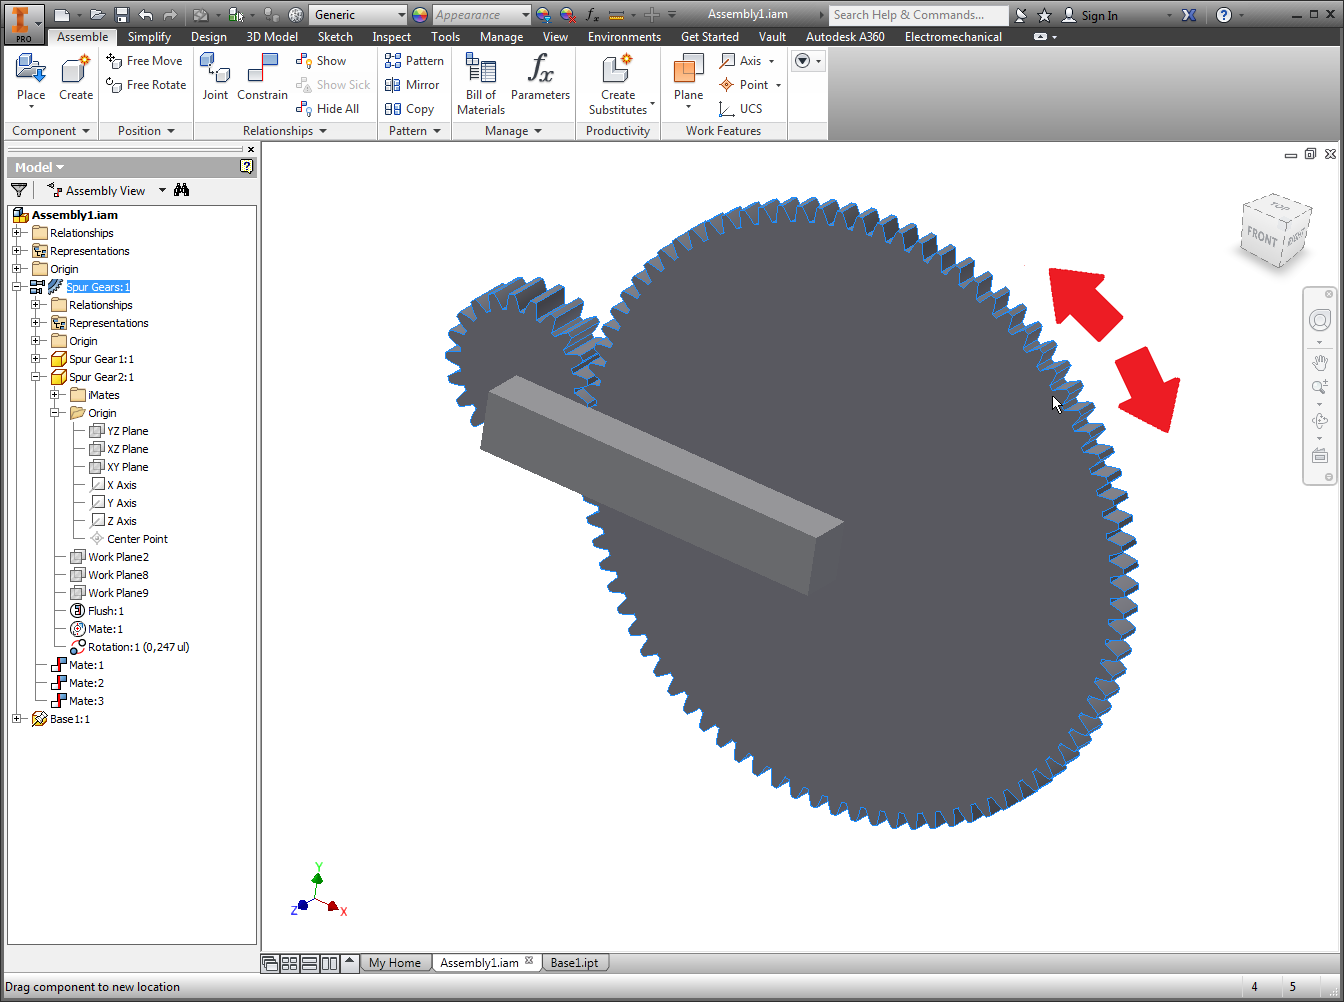 Generic
Appearance
Assembly1.iam
Search Help & Commands...
Sign In
PRO
Assemble
Simplify
Design
3D Model
Sketch
Inspect
Tools
Manage
View
Environments
Get Started
Vault
Autodesk A360
Electromechanical
Place
Create
Free Move
Free Rotate
Joint
Constrain
Show
Show Sick
Hide All
Pattern
Mirror
Copy
Bill of
Materials
Parameters
Create
Substitutes
Plane
Axis
Point
UCS
Component
Position
Relationships
Pattern
Manage
Productivity
Work Features
Model
Assembly View
Assembly1.iam
Relationships
Representations
Origin
Spur Gears:1
Relationships
Representations
Origin
Spur Gear1:1
Spur Gear2:1
iMates
Origin
YZ Plane
XZ Plane
XY Plane
X Axis
Y Axis
Z Axis
Center Point
Work Plane2
Work Plane8
Work Plane9
Flush:1
Mate:1
Rotation:1 (0,247 ul)
Mate:1
Mate:2
Mate:3
Base1:1
TOP
FRONT
RIGHT
Y
Z
X
My Home
Assembly1.iam
Base1.ipt
Drag component to new location
4
5